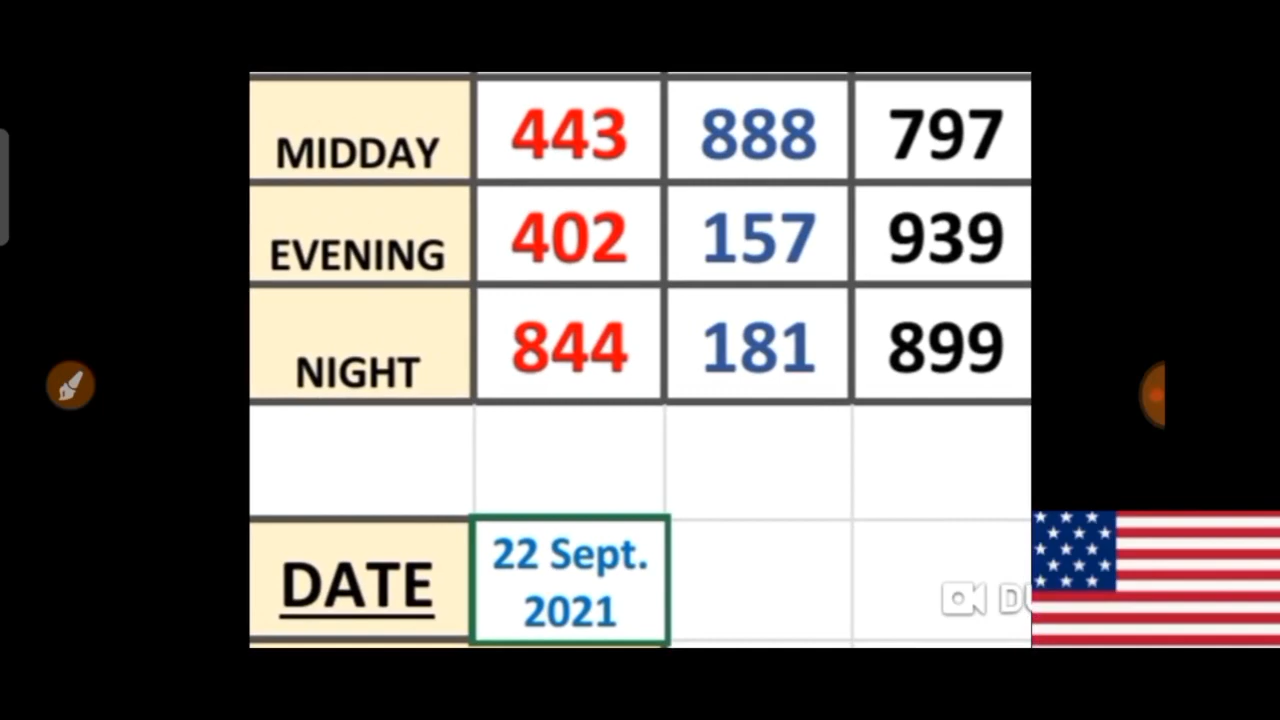 MIDDAY 443 888 797
EVENING 402 157 939
NIGHT 844 181 899
DATE 22 Sept.
2021